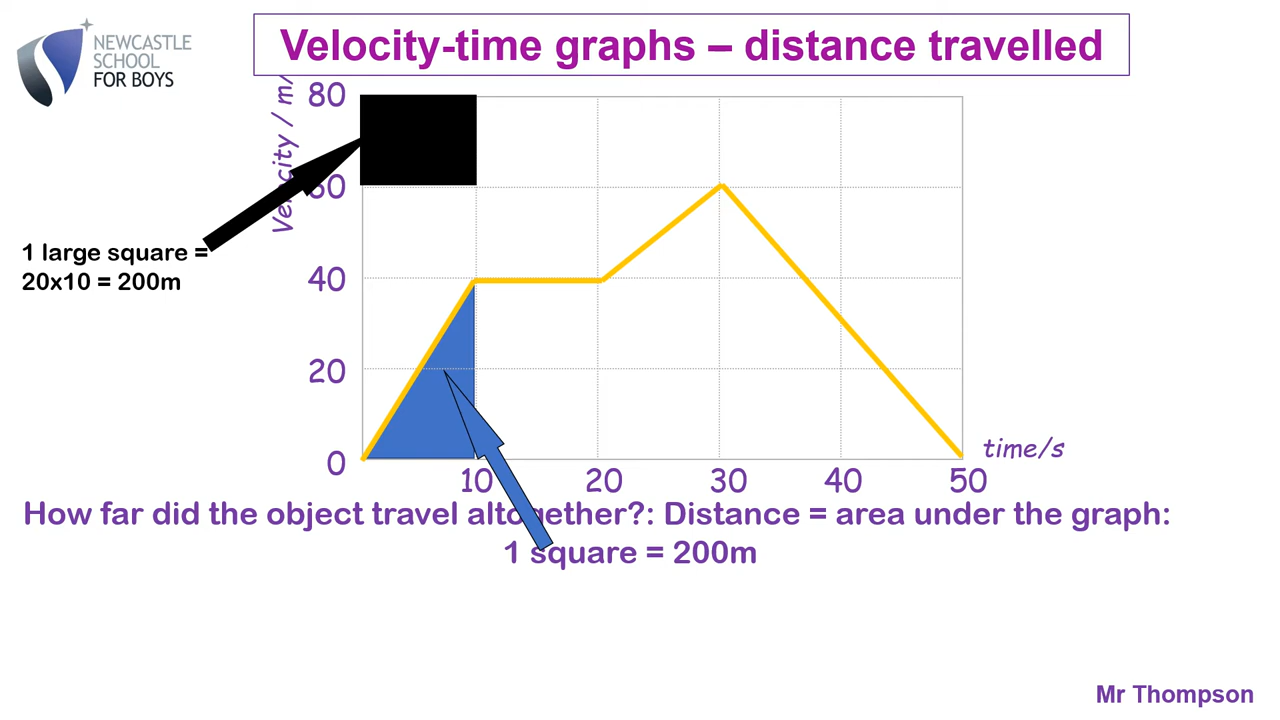 NEWCASTLE
SCHOOL
FOR BOYS
Velocity-time graphs – distance travelled
Velocity / m/
80
60
40
20
0
1 large square =
20x10 = 200m
10
20
30
40
50
time/s
How far did the object travel altogether?: Distance = area under the graph:
1 square = 200m
Mr Thompson